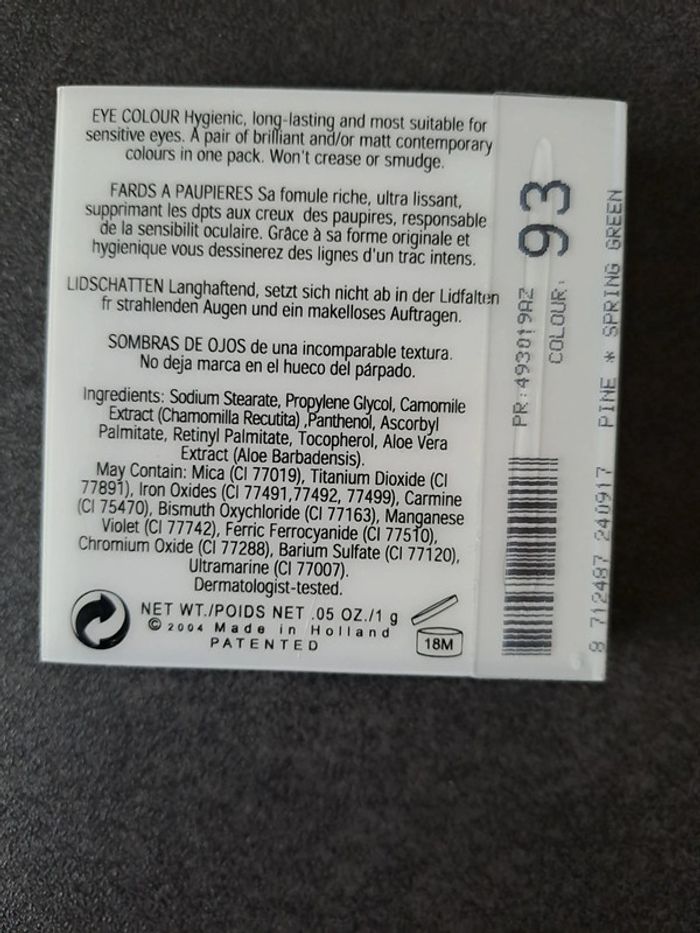 EYE COLOUR Hygienic, long-lasting and most suitable for
sensitive eyes. A pair of brilliant and/or matt contemporary
colours in one pack. Won't crease or smudge.
FARDS A PAUPIERES Sa fomule riche, ultra lissant,
supprimant les dpts aux creux des paupires, responsable
de la sensibilit oculaire. Grâce à sa forme originale et
hygienique vous dessinerez des lignes d'un trac intens.
LIDSCHATTEN Langhaftend, setzt sich nicht ab in der Lidfalten
fr strahlenden Augen und ein makelloses Auftragen.
SOMBRAS DE OJOS de una incomparable textura.
No deja marca en el hueco del párpado.
Ingredients: Sodium Stearate, Propylene Glycol, Camomile
Extract (Chamomilla Recutita) ,Panthenol, Ascorbyl
Palmitate, Retinyl Palmitate, Tocopherol, Aloe Vera
Extract (Aloe Barbadensis).
May Contain: Mica (CI 77019), Titanium Dioxide (CI
77891), Iron Oxides (CI 77491,77492, 77499), Carmine
(CI 75470), Bismuth Oxychloride (CI 77163), Manganese
Violet (CI 77742), Ferric Ferrocyanide (CI 77510),
Chromium Oxide (CI 77288), Barium Sulfate (CI 77120),
Ultramarine (CI 77007).
Dermatologist-tested.
NET WT./POIDS NET .05 OZ./1 g
© 2004 Made in Holland
PATENTED
18M
PR:493019AZ
COLOUR: 93
8 712487 240917 PINE * SPRING GREEN